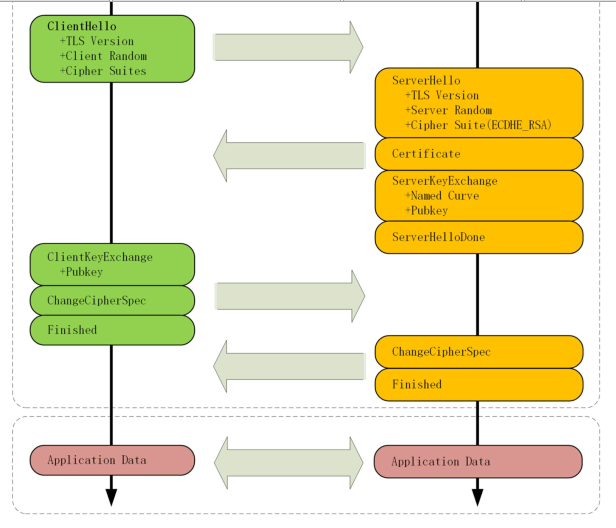 ClientHello
+TLS Version
+Client Random
+Cipher Suites
ServerHello
+TLS Version
+Server Random
+Cipher Suite(ECDHE_RSA)
Certificate
ServerKeyExchange
+Named Curve
+Pubkey
ServerHelloDone
ClientKeyExchange
+Pubkey
ChangeCipherSpec
Finished
ChangeCipherSpec
Finished
Application Data
Application Data